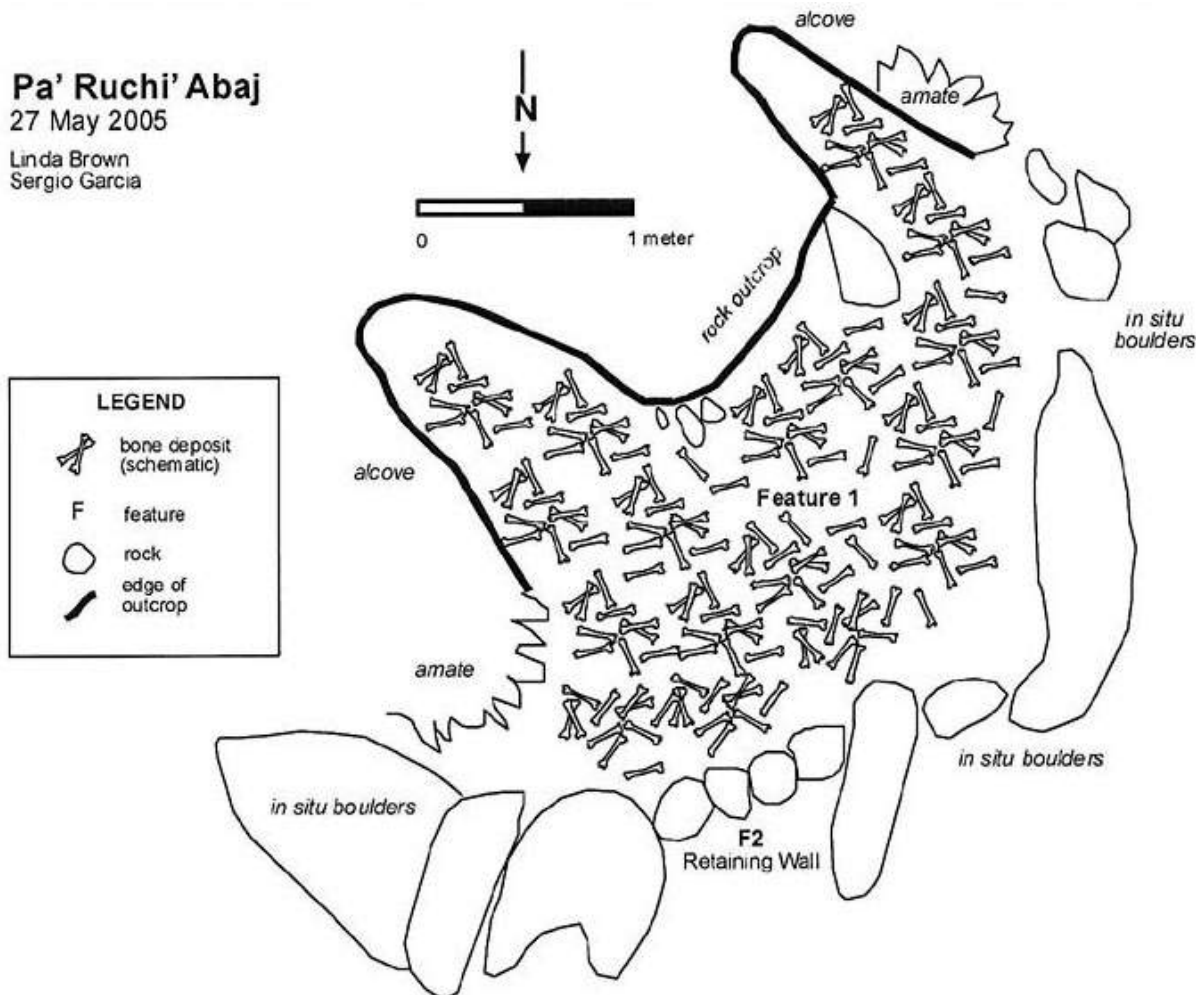 Pa' Ruchi' Abaj
27 May 2005
Linda Brown
Sergio Garcia
N
0
1 meter
alcove
amate
rock outcrop
in situ
boulders
LEGEND
bone deposit
(schematic)
F
feature
rock
edge of
outcrop
alcove
Feature 1
amate
in situ boulders
in situ boulders
F2
Retaining Wall